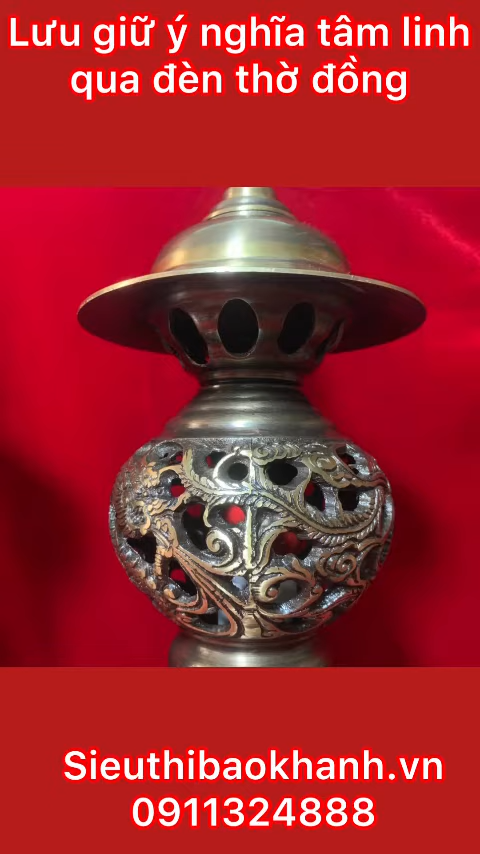 Lưu giữ ý nghĩa tâm linh
qua đèn thờ đồng
Sieuthibaokhanh.vn
0911324888